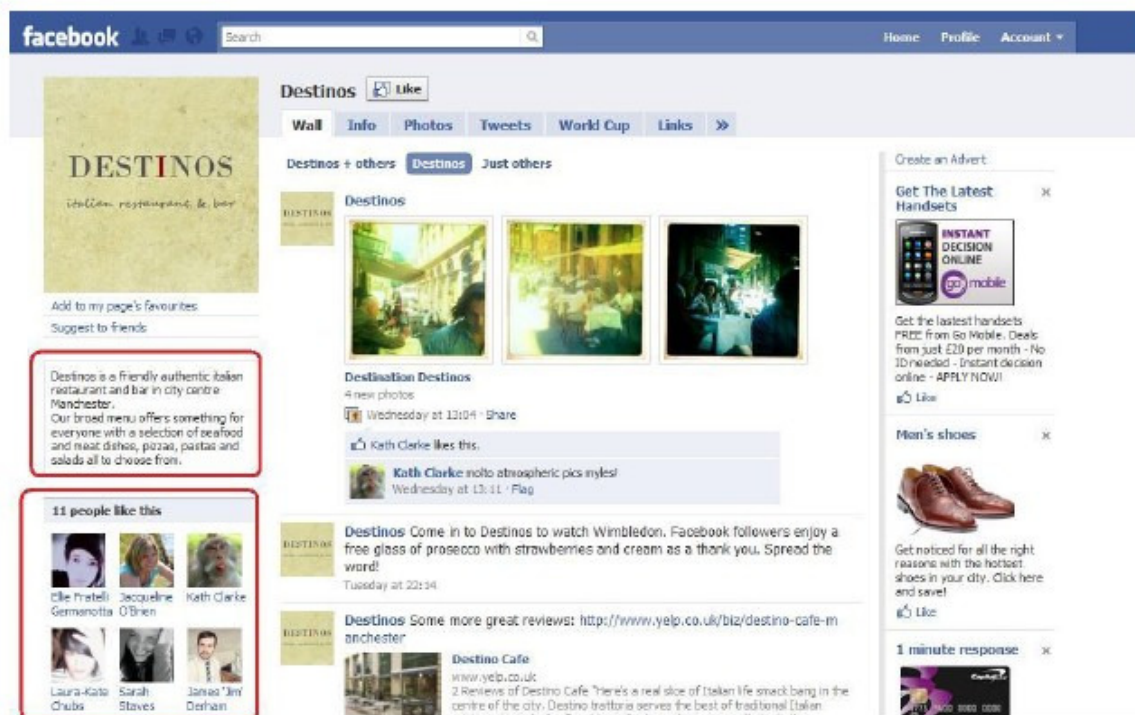 facebook
Search
Home Profile Account
DESTINOS
italian restaurant & bar
Add to my page's favourites
Suggest to friends
Destinos is a friendly authentic italian
restaurant and bar in city centre
Manchester.
Our broad menu offers something for
everyone with a selection of seafood
and meat dishes, pizzas, pastas and
salads all to choose from.
11 people like this
Ellie Fratelli Jacqueline Kath Clarke
Germanotta O'Brien
Laura-Kate Sarah James 'Jim'
Chubs Staves Derham
Destinos Like
Wall Info Photos Tweets World Cup Links »
Destinos + others Destinos Just others
DESTINOS
Destinos
Destination Destinos
4 new photos
Wednesday at 13:04 · Share
Kath Clarke likes this.
Kath Clarke molto atmospheric pics myles!
Wednesday at 13:11 · Flag
DESTINOS
Destinos Come in to Destinos to watch Wimbledon. Facebook followers enjoy a
free glass of prosecco with strawberries and cream as a thank you. Spread the
word!
Tuesday at 22:14
DESTINOS
Destinos Some more great reviews: http://www.yelp.co.uk/biz/destino-cafe-m
anchester
Destino Cafe
www.yelp.co.uk
2 Reviews of Destino Cafe "Here's a real slice of Italian life smack bang in the
centre of the city. Destino trattoria serves the best of traditional Italian
Create an Advert
Get The Latest
Handsets
INSTANT
DECISION
ONLINE
go mobile
Get the lastest handsets
FREE from Go Mobile. Deals
from just £20 per month - No
ID needed - Instant decision
online - APPLY NOW!
Like
Men's shoes
Get noticed for all the right
reasons with the hottest
shoes in your city. Click here
and save!
Like
1 minute response